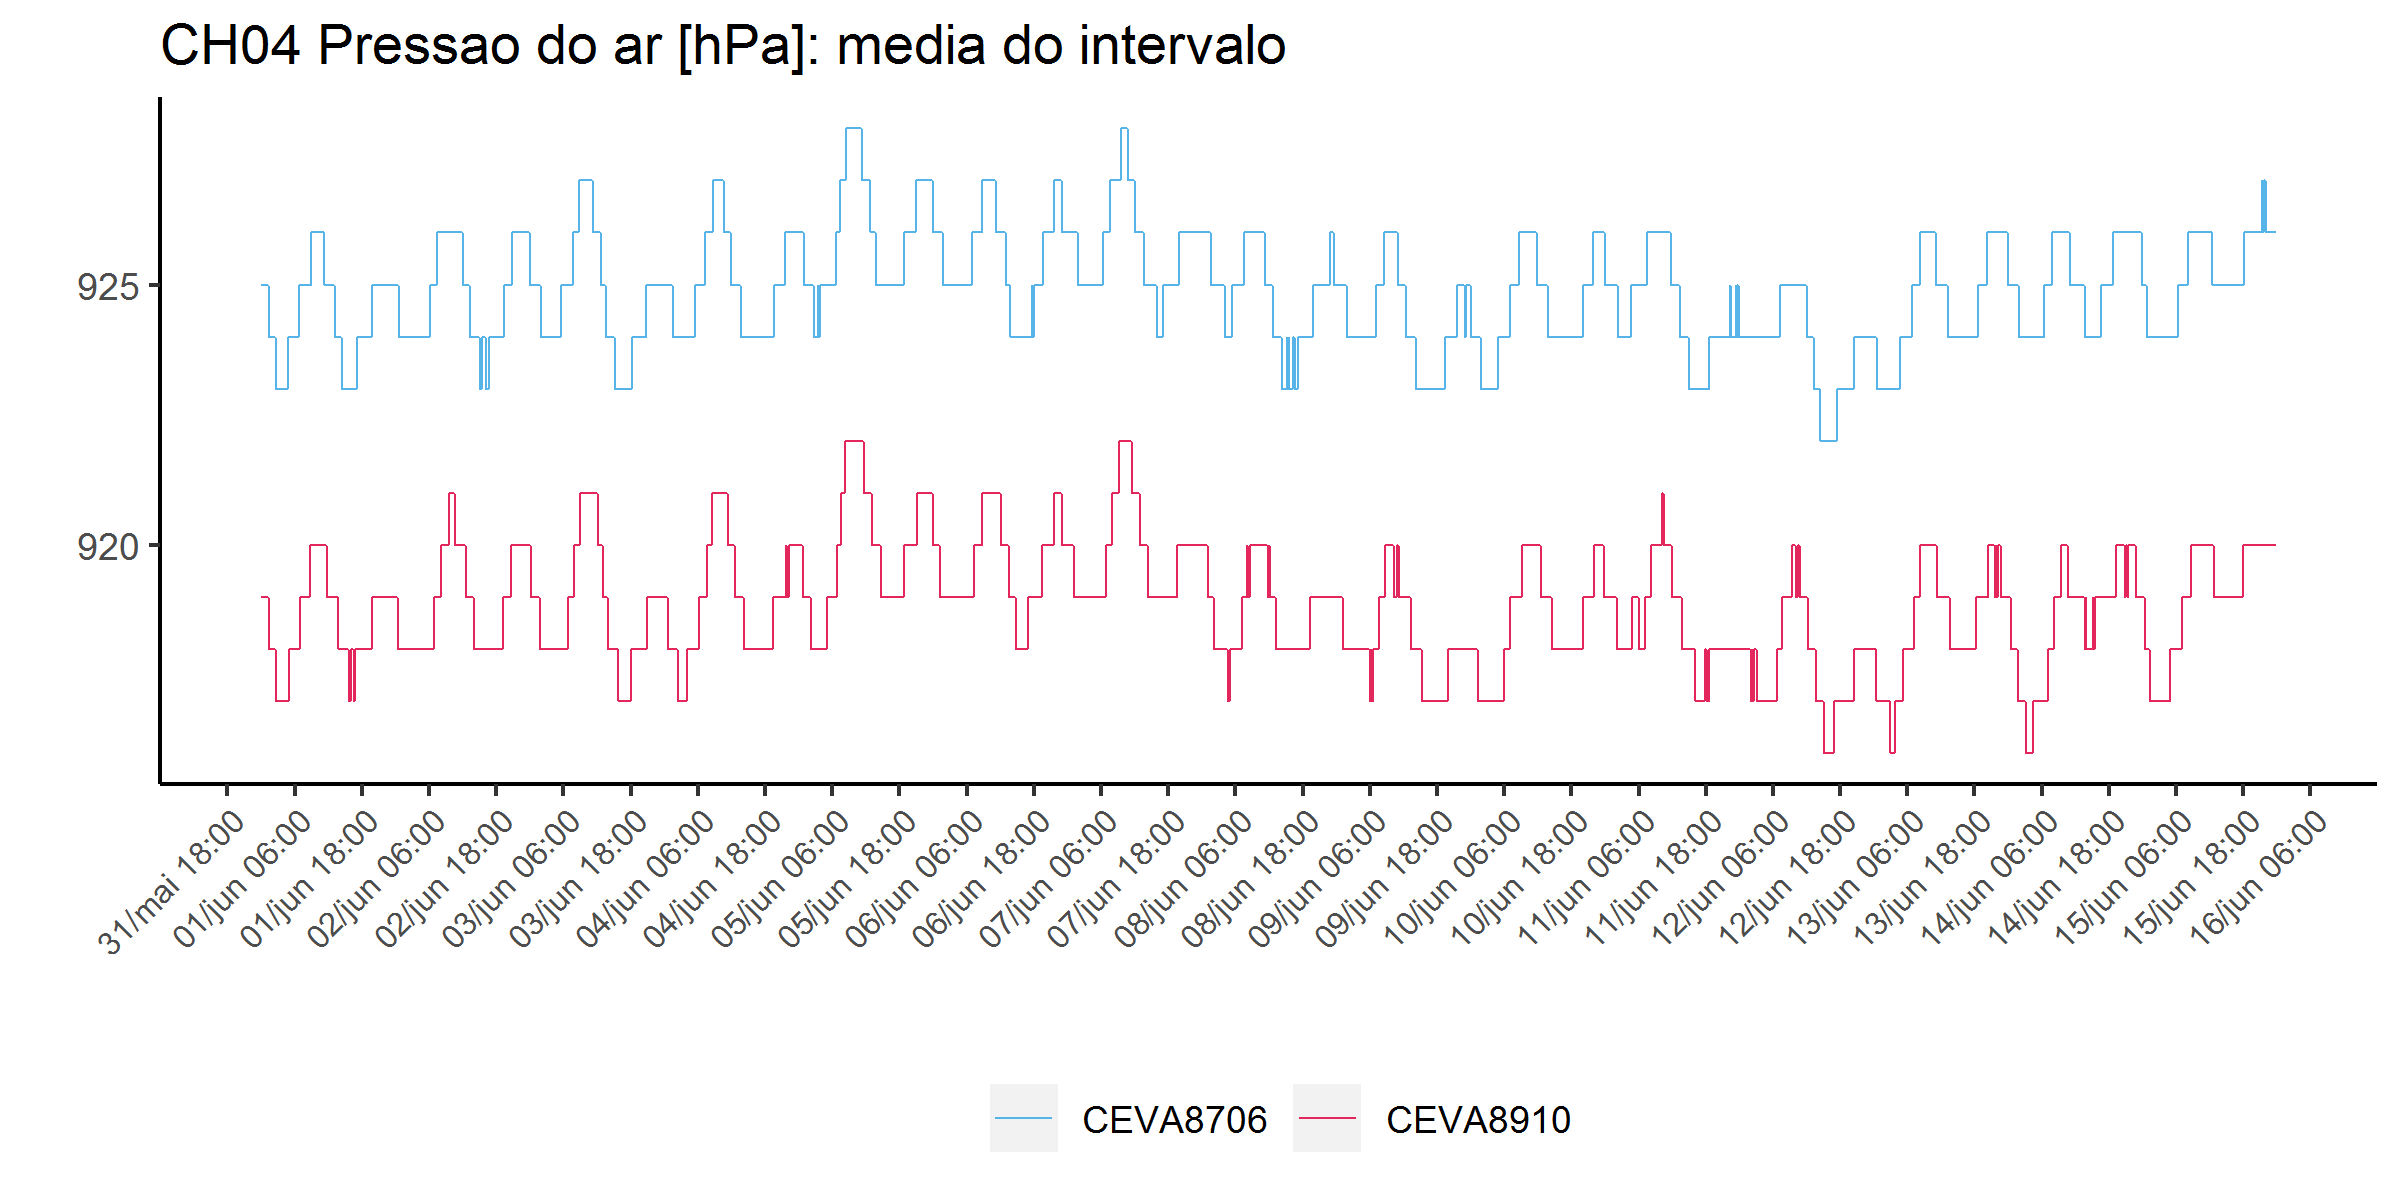 CH04 Pressao do ar [hPa]: media do intervalo
925
920
31/mai 18:00
01/jun 06:00
01/jun 18:00
02/jun 06:00
02/jun 18:00
03/jun 06:00
03/jun 18:00
04/jun 06:00
04/jun 18:00
05/jun 06:00
05/jun 18:00
06/jun 06:00
06/jun 18:00
07/jun 06:00
07/jun 18:00
08/jun 06:00
08/jun 18:00
09/jun 06:00
09/jun 18:00
10/jun 06:00
10/jun 18:00
11/jun 06:00
11/jun 18:00
12/jun 06:00
12/jun 18:00
13/jun 06:00
13/jun 18:00
14/jun 06:00
14/jun 18:00
15/jun 06:00
15/jun 18:00
16/jun 06:00
CEVA8706 CEVA8910